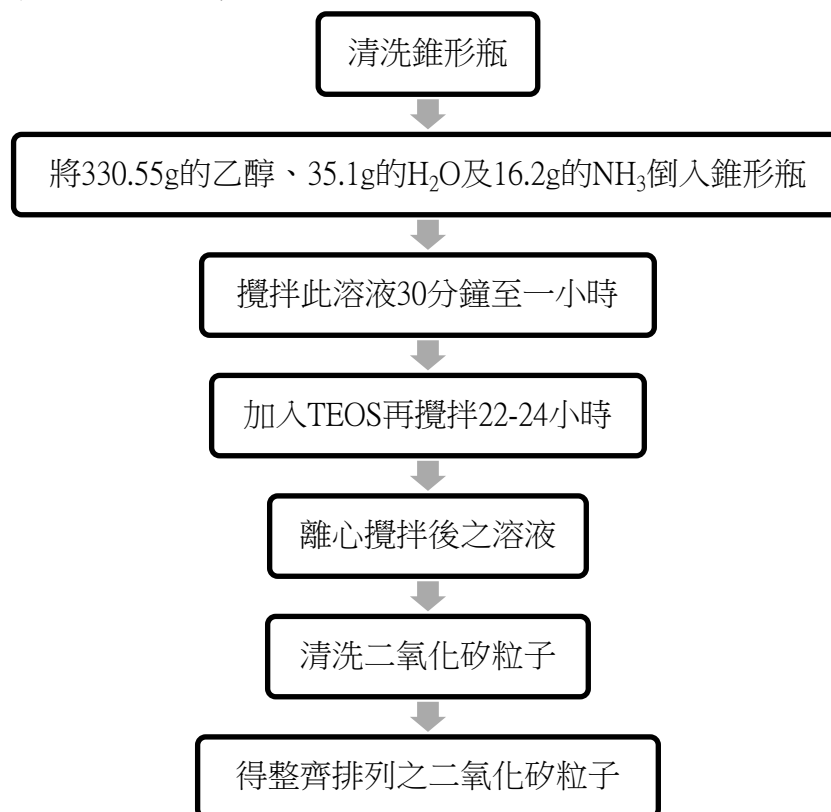 清洗錐形瓶
將330.55g的乙醇、35.1g的H₂O及16.2g的NH₃倒入錐形瓶
攪拌此溶液30分鐘至一小時
加入TEOS再攪拌22-24小時
離心攪拌後之溶液
清洗二氧化矽粒子
得整齊排列之二氧化矽粒子